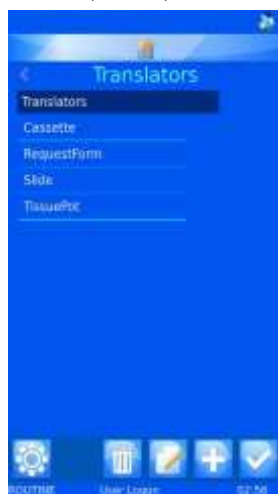 Translators
Translators
Cassette
RequestForm
Slide
TissuePot
ROUTINE User Logon 02:56